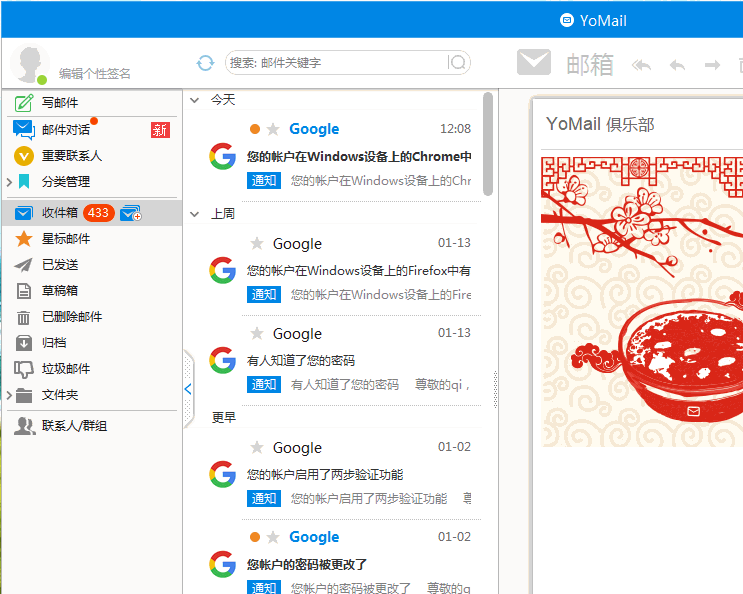 YoMail
编辑个性签名
搜索: 邮件关键字
邮箱
写邮件
邮件对话
新
重要联系人
分类管理
收件箱 433
星标邮件
已发送
草稿箱
已删除邮件
归档
垃圾邮件
文件夹
联系人/群组
今天
Google 12:08
您的帐户在Windows设备上的Chrome中
通知 您的帐户在Windows设备上的Chr
上周
Google 01-13
您的帐户在Windows设备上的Firefox中有
通知 您的帐户在Windows设备上的Fire
Google 01-13
有人知道了您的密码
通知 有人知道了您的密码 尊敬的qi，
更早
Google 01-02
您的帐户启用了两步验证功能
通知 您的帐户启用了两步验证功能 尊
Google 01-02
您帐户的密码被更改了
通知 您帐户的密码被更改了 尊敬的q
YoMail 俱乐部